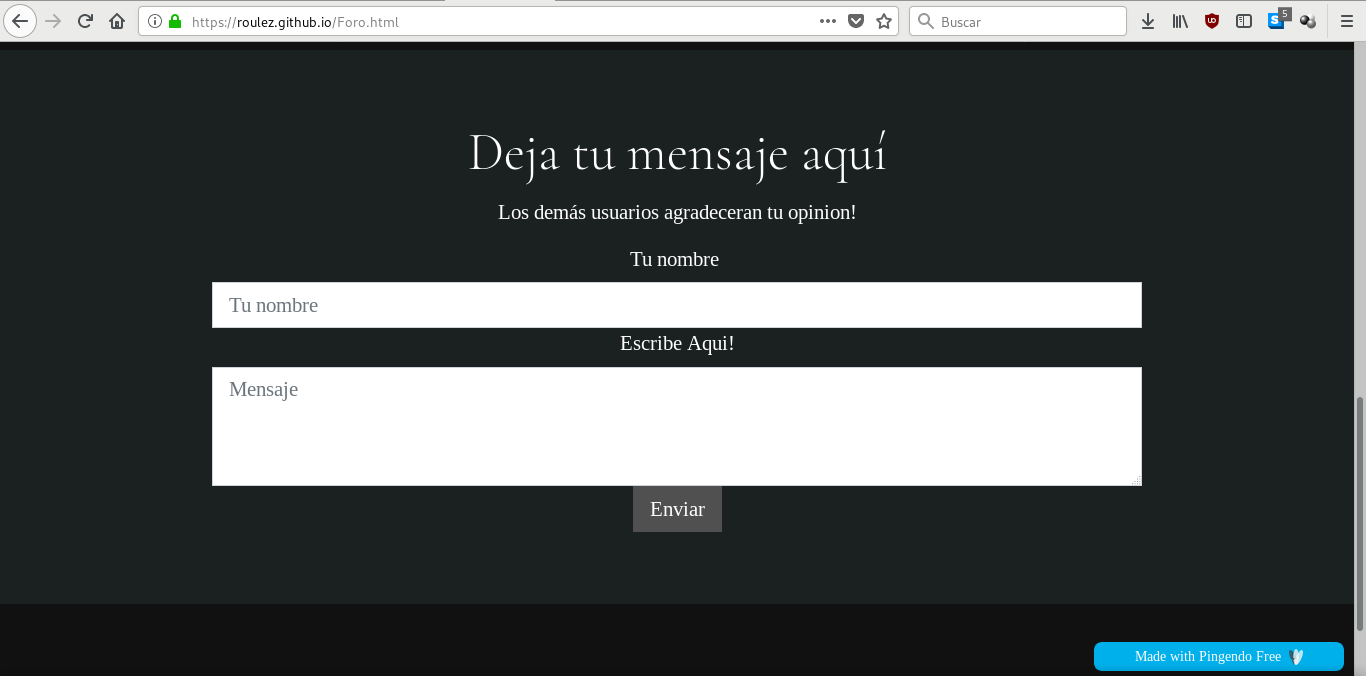 https://roulez.github.io/Foro.html
Buscar
5
Deja tu mensaje aquí
Los demás usuarios agradeceran tu opinion!
Tu nombre
Tu nombre
Escribe Aqui!
Mensaje
Enviar
Made with Pingendo Free